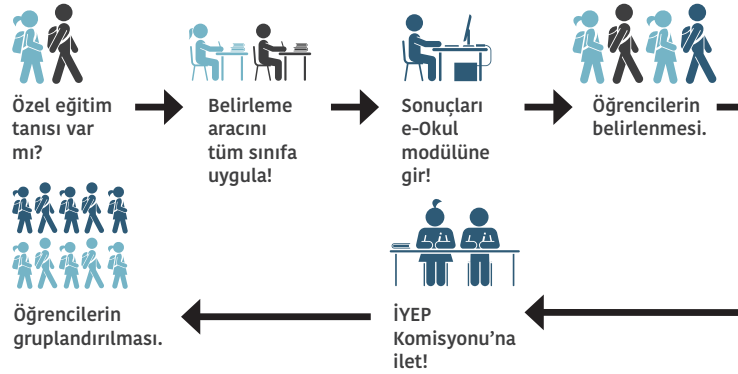 Özel eğitim
tanısı var
mı?
Belirleme
aracını
tüm sınıfa
uygula!
Sonuçları
e-Okul
modülüne
gir!
Öğrencilerin
belirlenmesi.
İYEP
Komisyonu’na
ilet!
Öğrencilerin
gruplandırılması.